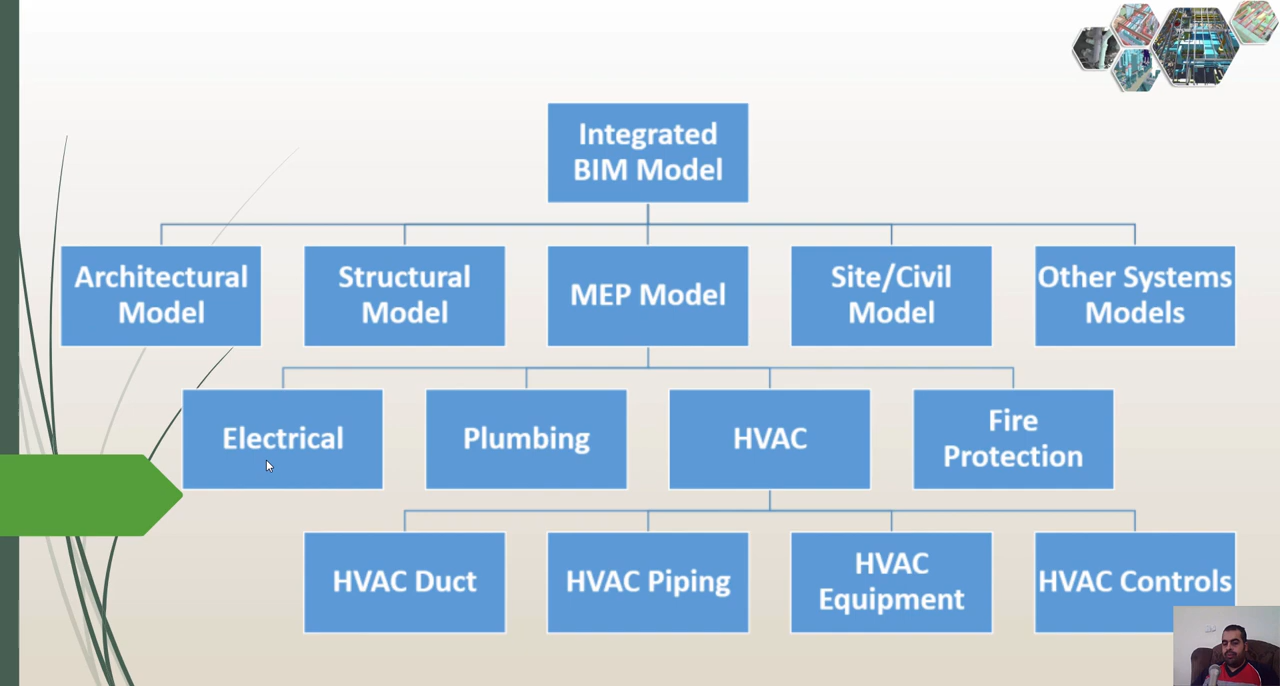 Integrated
BIM Model
Architectural
Model
Structural
Model
MEP Model
Site/Civil
Model
Other Systems
Models
Electrical
Plumbing
HVAC
Fire
Protection
HVAC Duct
HVAC Piping
HVAC
Equipment
HVAC Controls